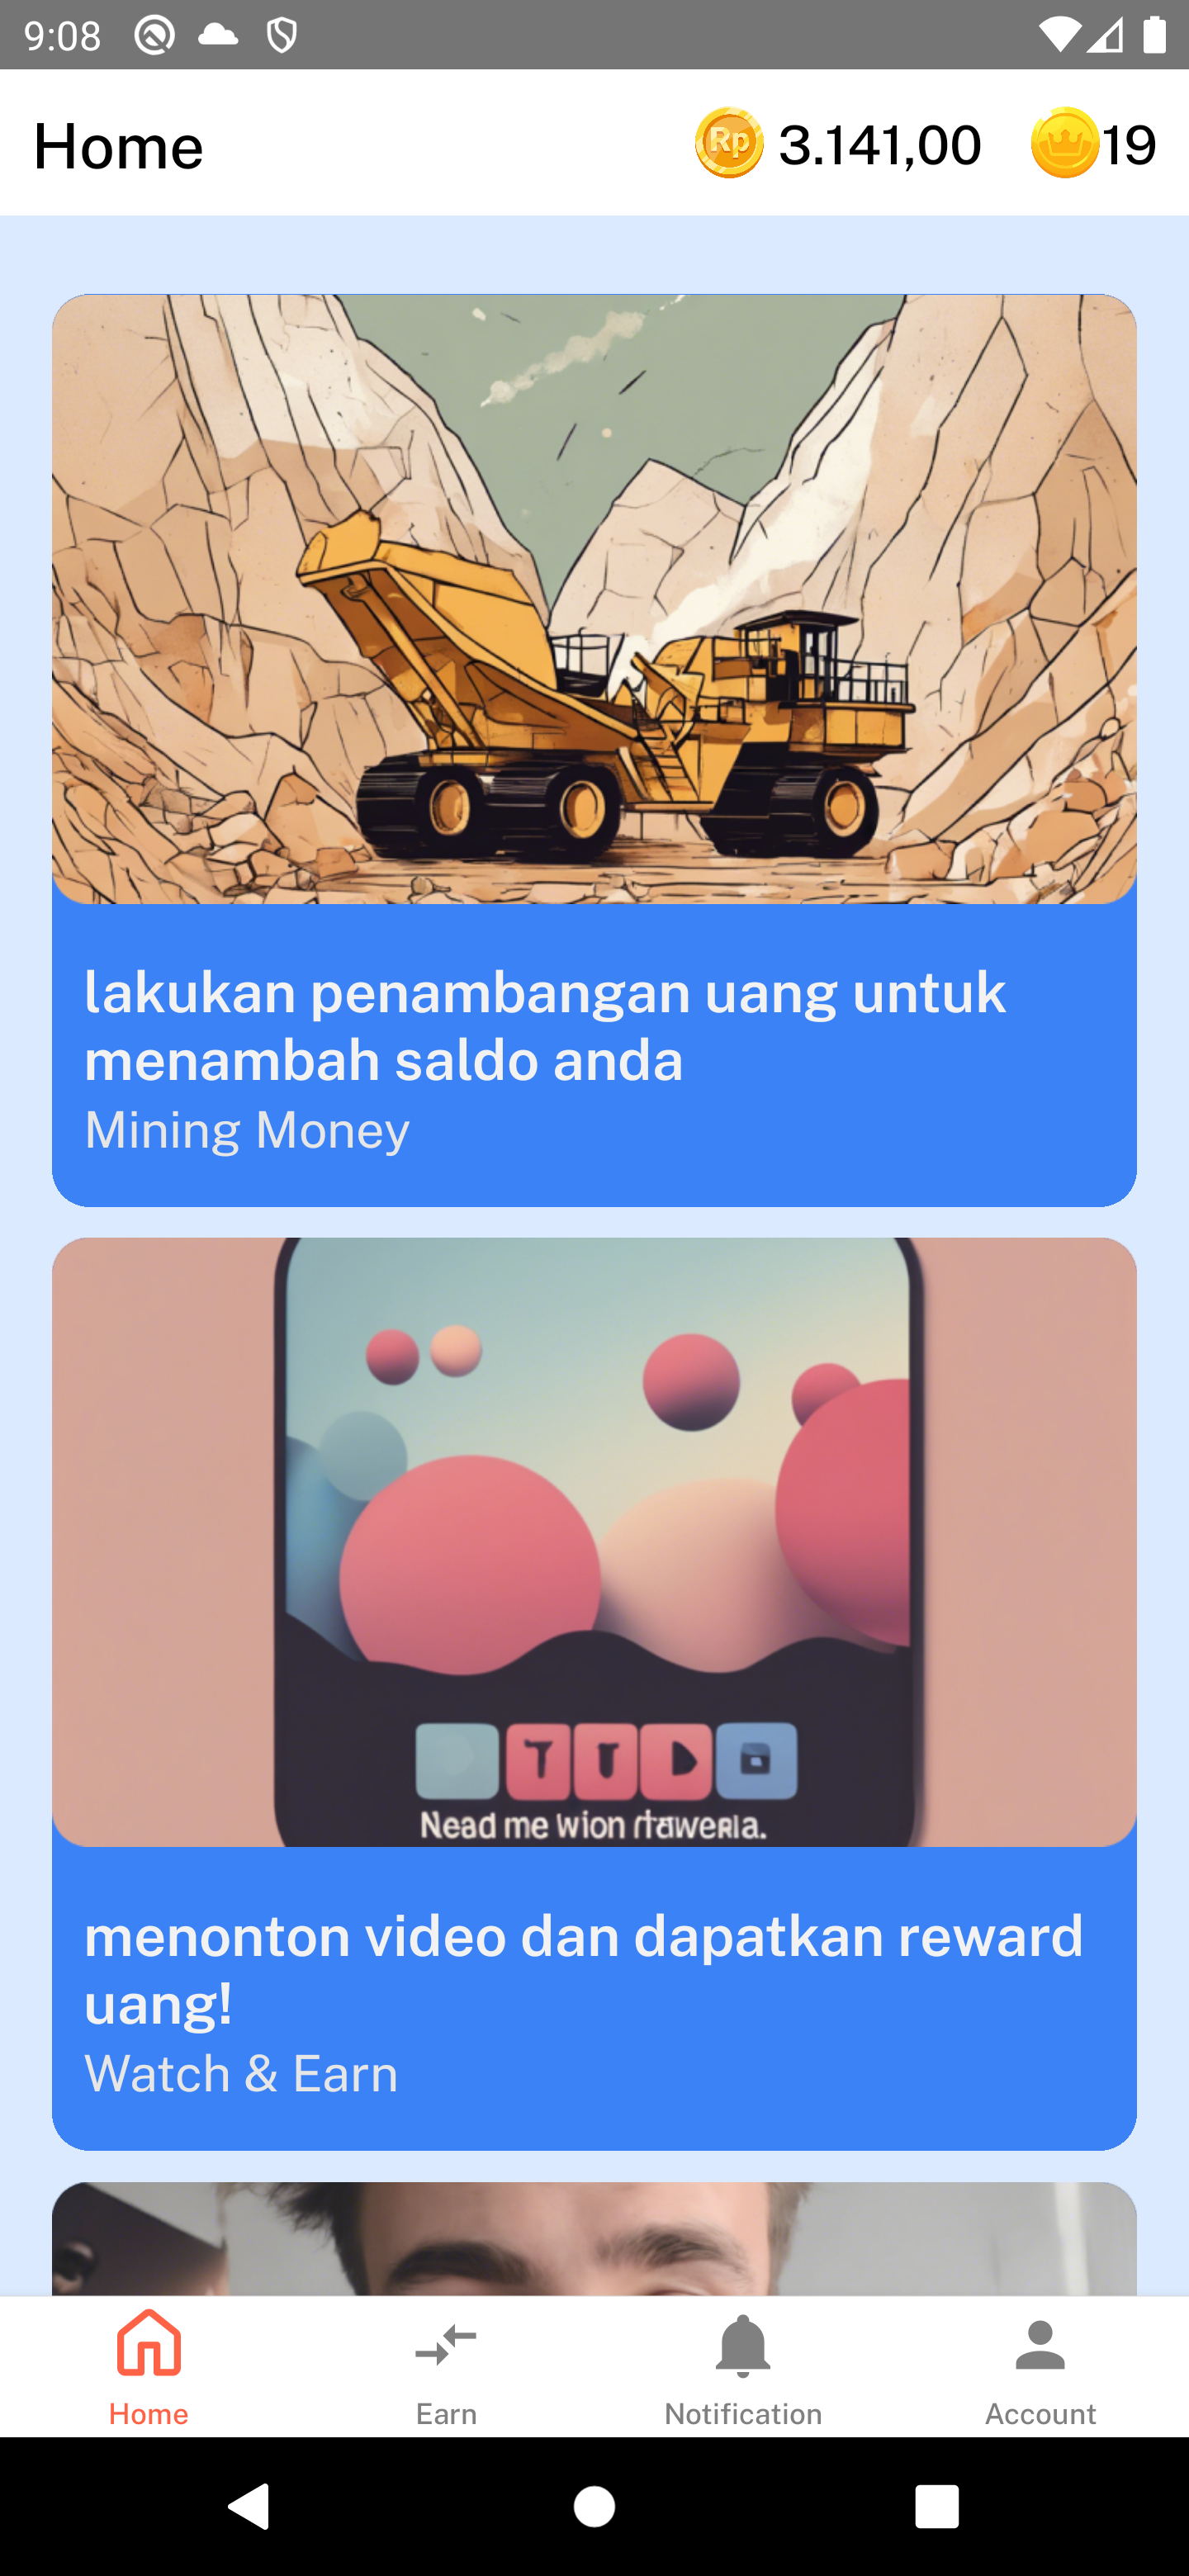 9:08
Home
Rp 3.141,00 19
lakukan penambangan uang untuk
menambah saldo anda
Mining Money
Nead me wion
menonton video dan dapatkan reward
uang!
Watch & Earn
Home Earn Notification Account